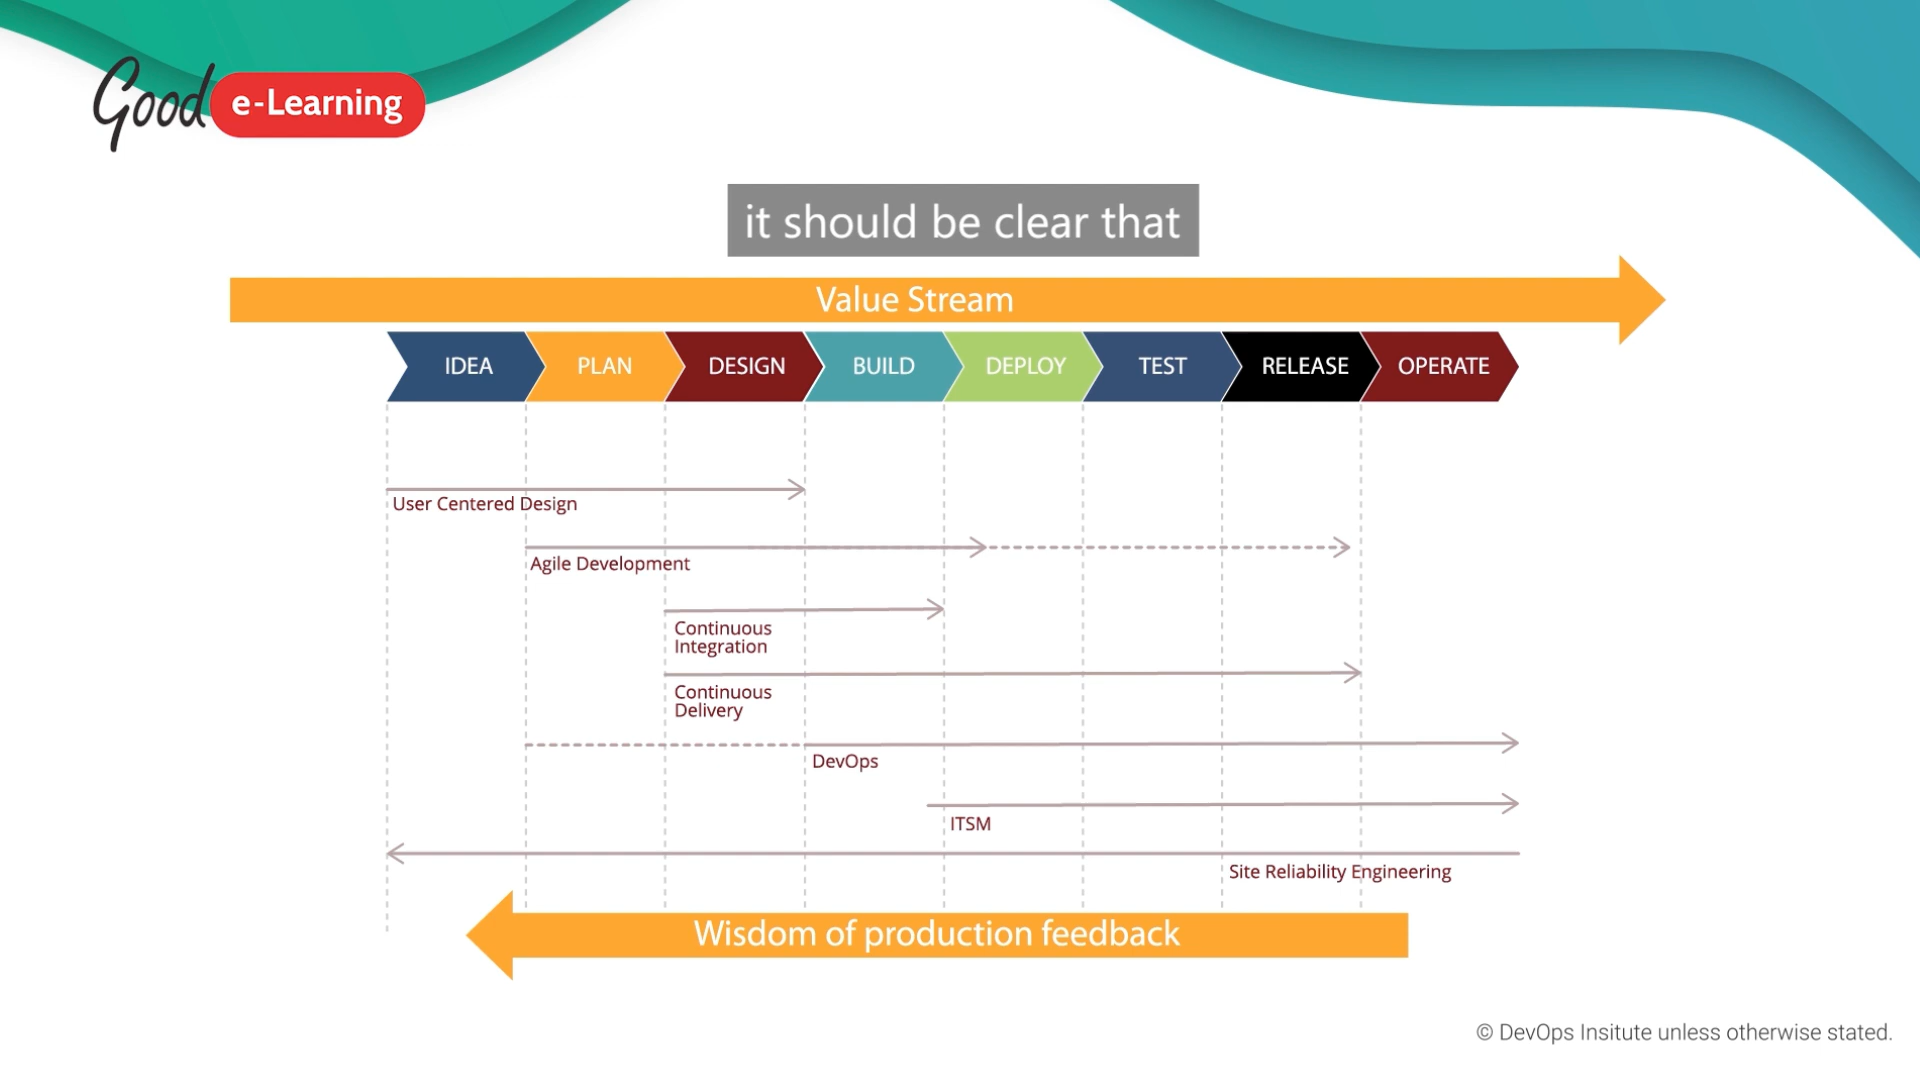 Good e-Learning
it should be clear that
Value Stream
IDEA PLAN DESIGN BUILD DEPLOY TEST RELEASE OPERATE
User Centered Design
Agile Development
Continuous
Integration
Continuous
Delivery
DevOps
ITSM
Site Reliability Engineering
Wisdom of production feedback
© DevOps Insitute unless otherwise stated.